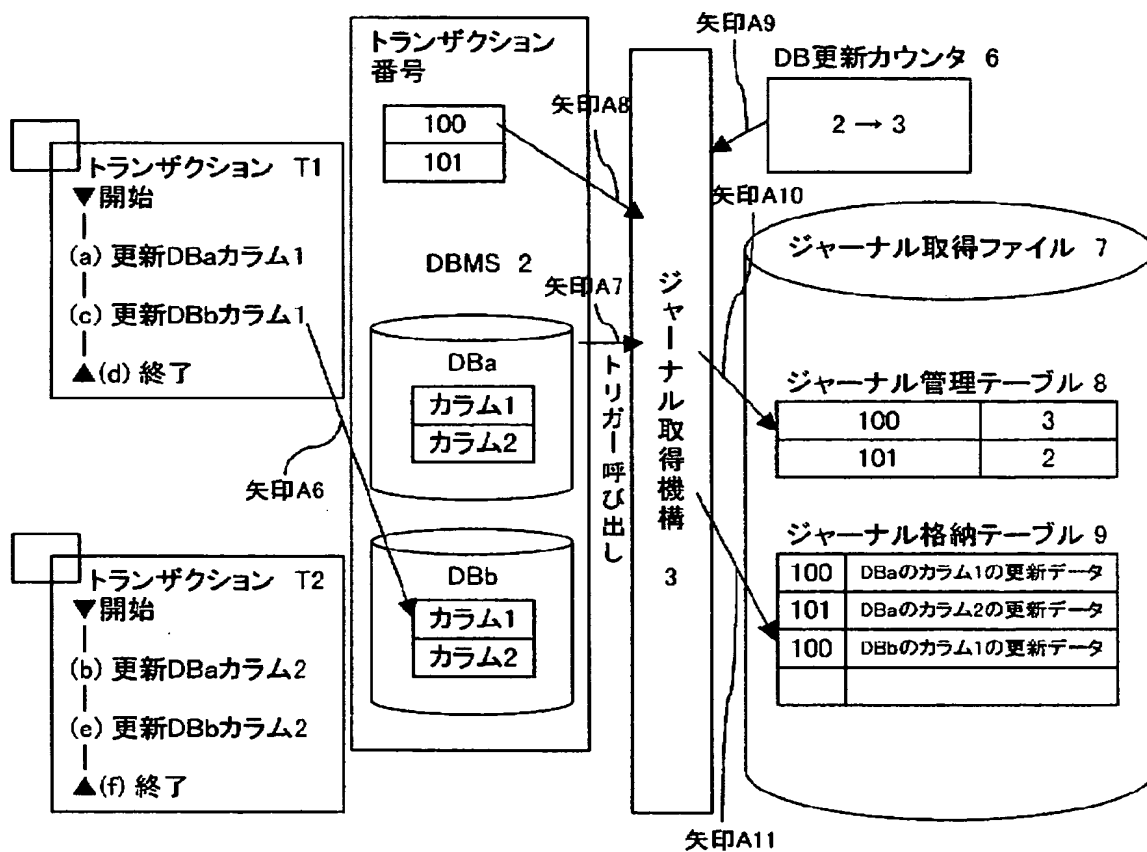 矢印A9
トランザクション
番号
DB更新カウンタ 6
矢印A8
100
101
2 → 3
トランザクション T1
▼開始
(a) 更新DBaカラム1
(c) 更新DBbカラム1
▲(d) 終了
矢印A10
DBMS 2
矢印A7
ジャーナル取得ファイル 7
DBa
カラム1
カラム2
トリガー呼び出し
ジャーナル取得機構 3
ジャーナル管理テーブル 8
100 3
101 2
矢印A6
ジャーナル格納テーブル 9
100 DBaのカラム1の更新データ
101 DBaのカラム2の更新データ
100 DBbのカラム1の更新データ
DBb
カラム1
カラム2
トランザクション T2
▼開始
(b) 更新DBaカラム2
(e) 更新DBbカラム2
▲(f) 終了
矢印A11